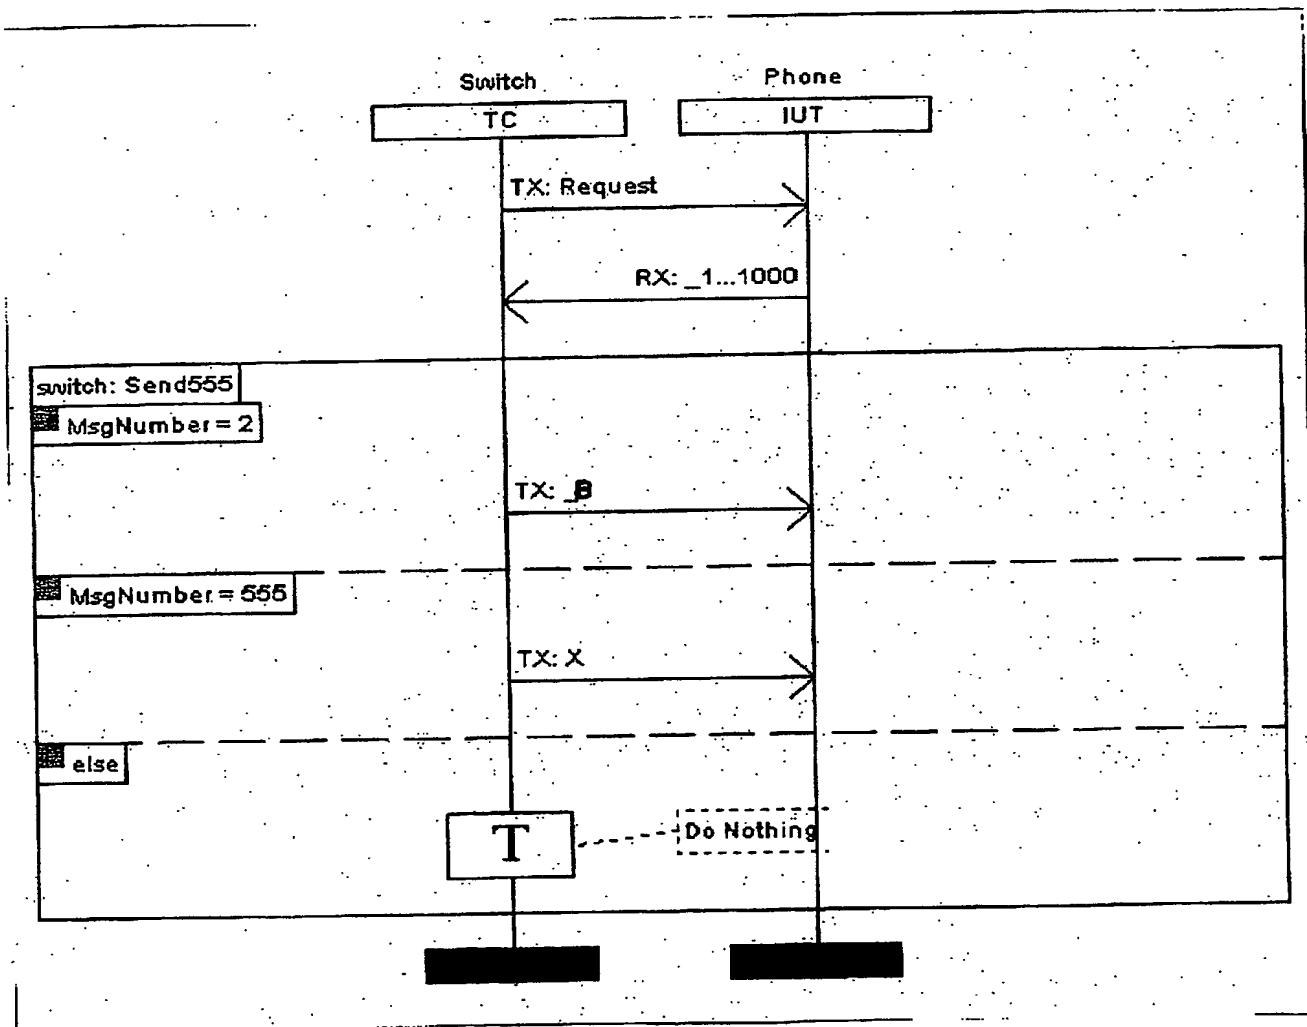 Switch
Phone
TC
IUT
TX: Request
RX: _1...1000
switch: Send555
MsgNumber = 2
TX: _B
MsgNumber = 555
TX: X
else
T
Do Nothing